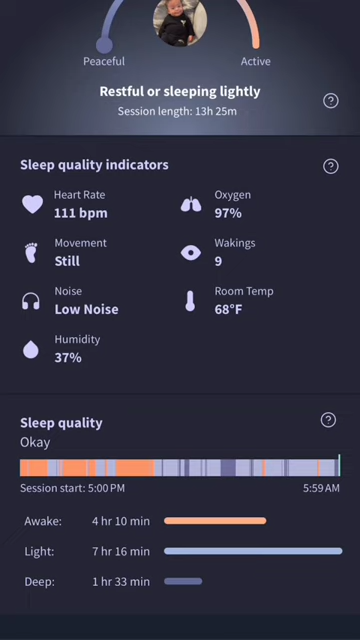 Peaceful Active
Restful or sleeping lightly
Session length: 13h 25m
?
Sleep quality indicators ?
Heart Rate Oxygen
111 bpm 97%
Movement Wakings
Still 9
Noise Room Temp
Low Noise 68°F
Humidity
37%
Sleep quality ?
Okay
Session start: 5:00 PM 5:59 AM
Awake: 4 hr 10 min
Light: 7 hr 16 min
Deep: 1 hr 33 min